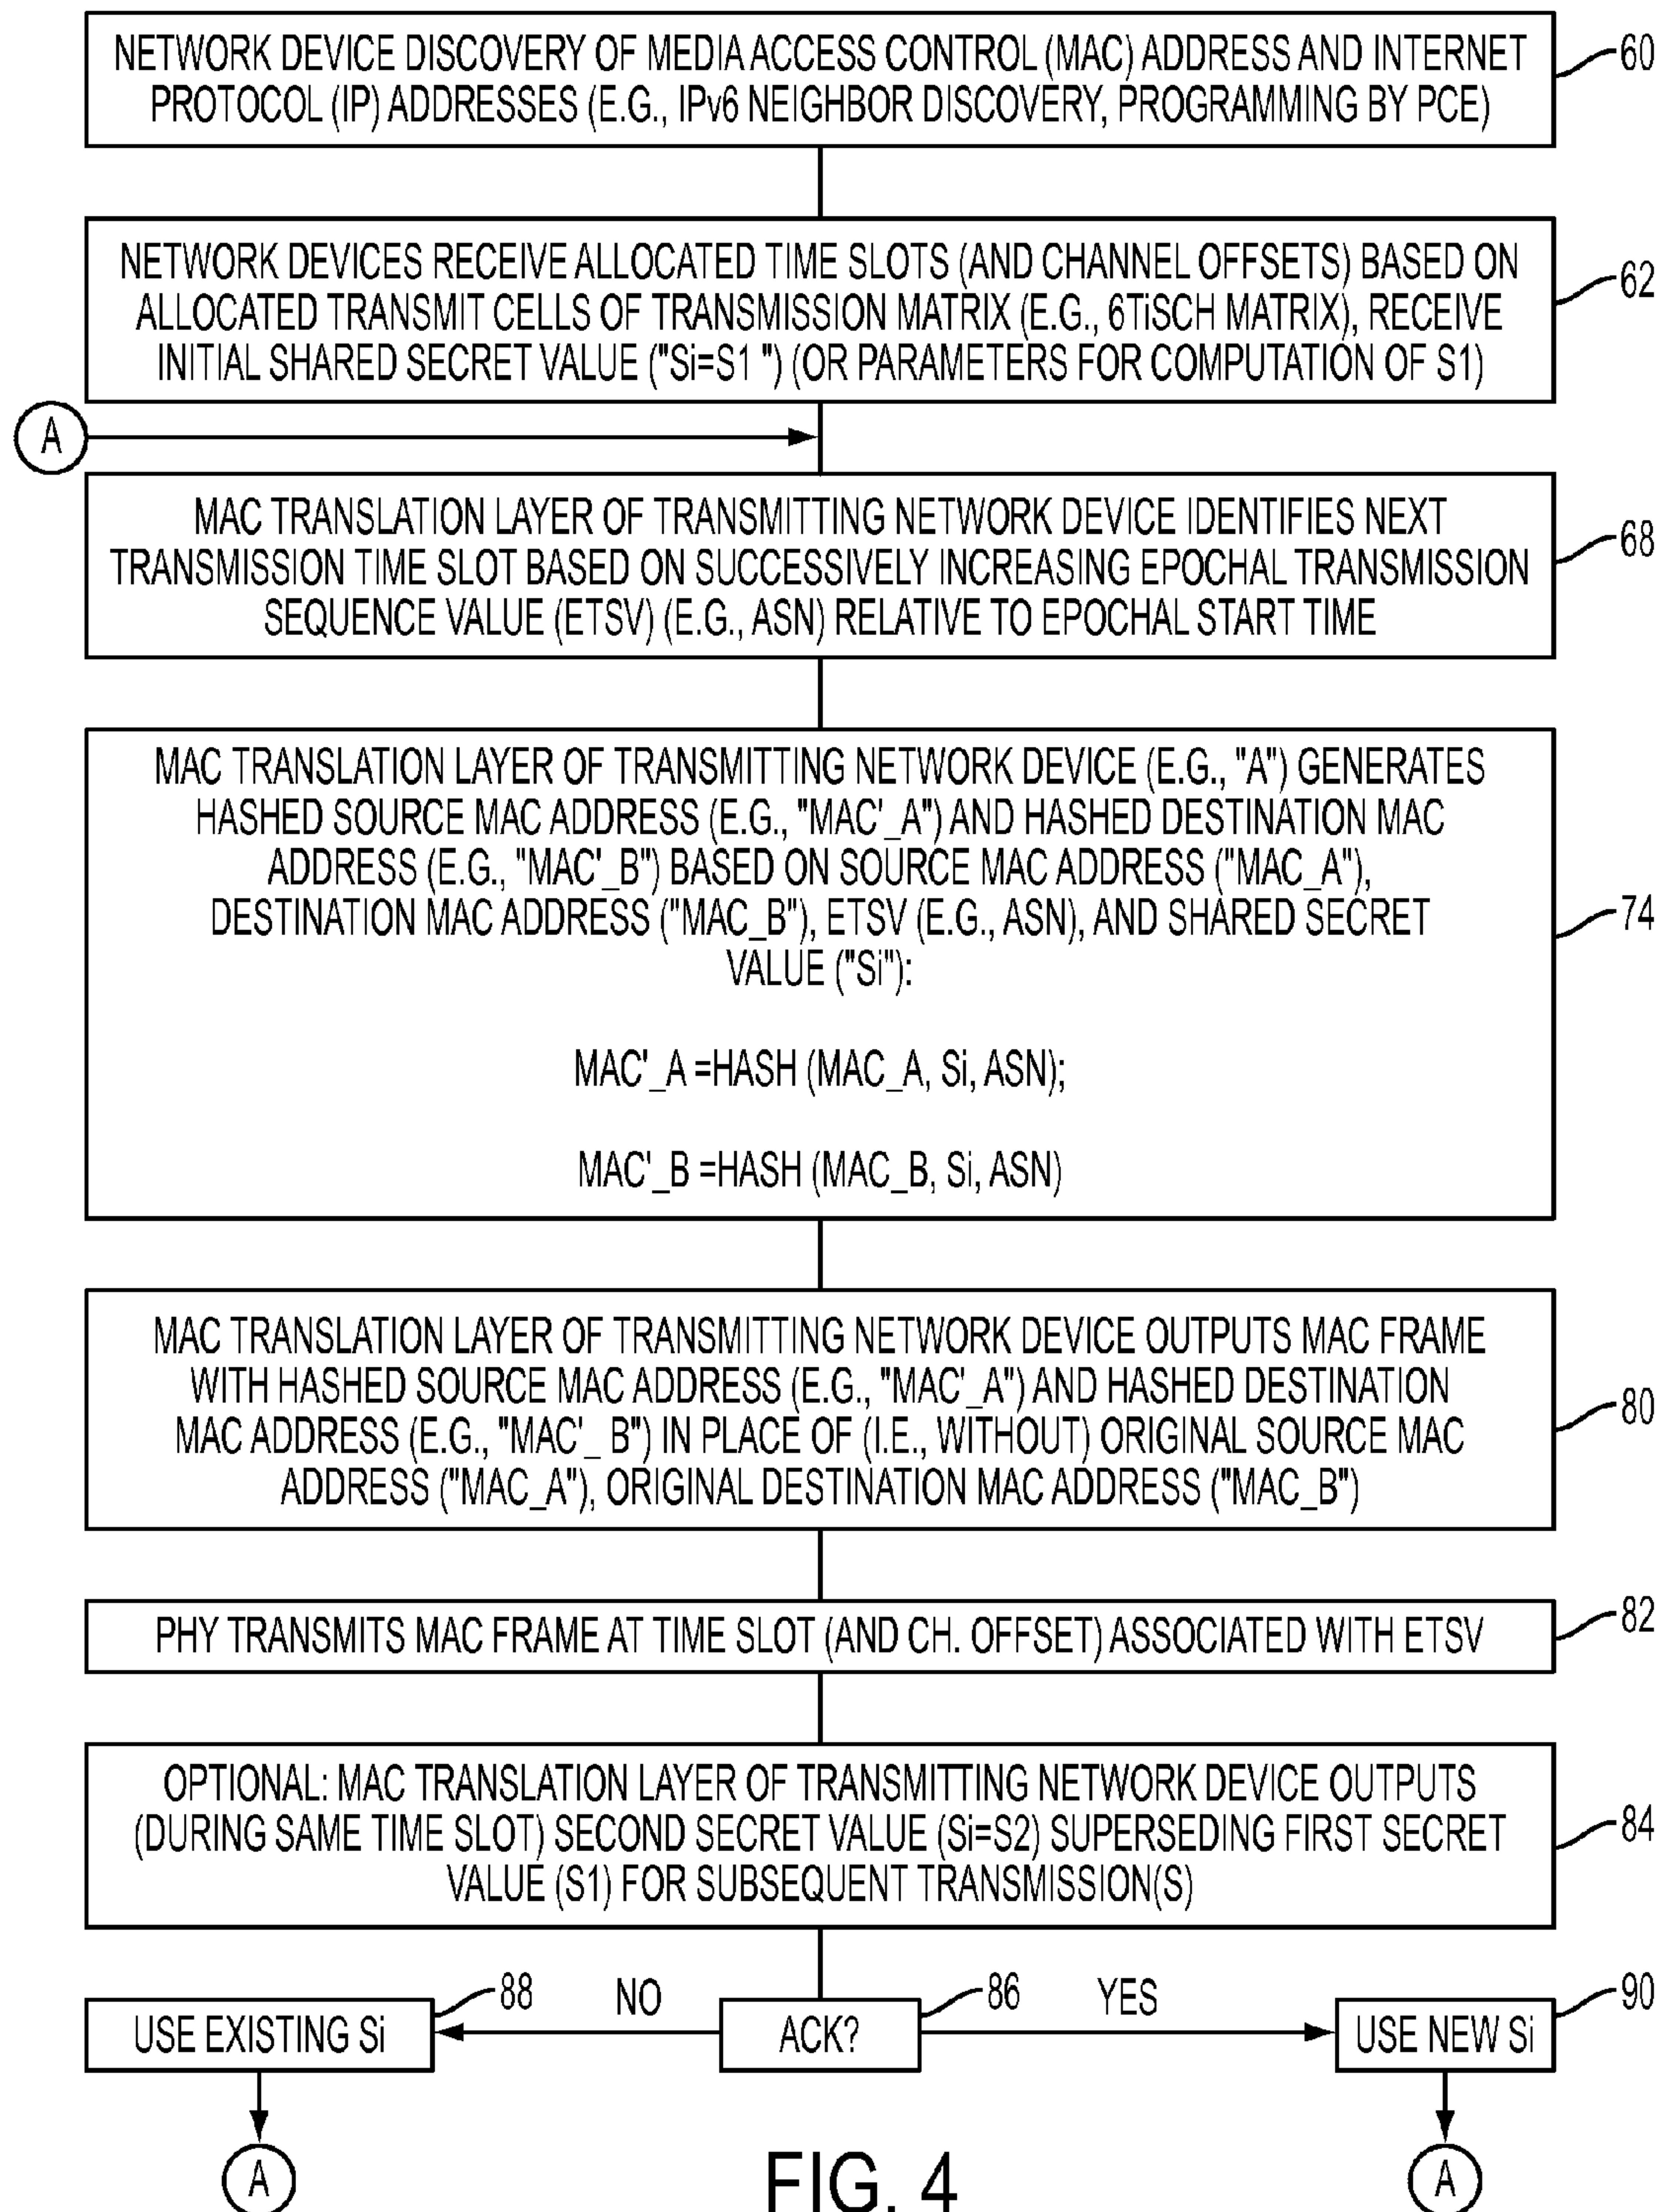 NETWORK DEVICE DISCOVERY OF MEDIA ACCESS CONTROL (MAC) ADDRESS AND INTERNET
PROTOCOL (IP) ADDRESSES (E.G., IPv6 NEIGHBOR DISCOVERY, PROGRAMMING BY PCE)
60
NETWORK DEVICES RECEIVE ALLOCATED TIME SLOTS (AND CHANNEL OFFSETS) BASED ON
ALLOCATED TRANSMIT CELLS OF TRANSMISSION MATRIX (E.G., 6TiSCH MATRIX), RECEIVE
INITIAL SHARED SECRET VALUE ("Si=S1 ") (OR PARAMETERS FOR COMPUTATION OF S1)
62
A
MAC TRANSLATION LAYER OF TRANSMITTING NETWORK DEVICE IDENTIFIES NEXT
TRANSMISSION TIME SLOT BASED ON SUCCESSIVELY INCREASING EPOCHAL TRANSMISSION
SEQUENCE VALUE (ETSV) (E.G., ASN) RELATIVE TO EPOCHAL START TIME
68
MAC TRANSLATION LAYER OF TRANSMITTING NETWORK DEVICE (E.G., "A") GENERATES
HASHED SOURCE MAC ADDRESS (E.G., "MAC'_A") AND HASHED DESTINATION MAC
ADDRESS (E.G., "MAC'_B") BASED ON SOURCE MAC ADDRESS ("MAC_A"),
DESTINATION MAC ADDRESS ("MAC_B"), ETSV (E.G., ASN), AND SHARED SECRET
VALUE ("Si"):
MAC'_A =HASH (MAC_A, Si, ASN);
MAC'_B =HASH (MAC_B, Si, ASN)
74
MAC TRANSLATION LAYER OF TRANSMITTING NETWORK DEVICE OUTPUTS MAC FRAME
WITH HASHED SOURCE MAC ADDRESS (E.G., "MAC'_A") AND HASHED DESTINATION
MAC ADDRESS (E.G., "MAC'_ B") IN PLACE OF (I.E., WITHOUT) ORIGINAL SOURCE MAC
ADDRESS ("MAC_A"), ORIGINAL DESTINATION MAC ADDRESS ("MAC_B")
80
PHY TRANSMITS MAC FRAME AT TIME SLOT (AND CH. OFFSET) ASSOCIATED WITH ETSV
82
OPTIONAL: MAC TRANSLATION LAYER OF TRANSMITTING NETWORK DEVICE OUTPUTS
(DURING SAME TIME SLOT) SECOND SECRET VALUE (Si=S2) SUPERSEDING FIRST SECRET
VALUE (S1) FOR SUBSEQUENT TRANSMISSION(S)
84
USE EXISTING Si
88
NO
ACK?
86
YES
USE NEW Si
90
A
A
FIG. 4